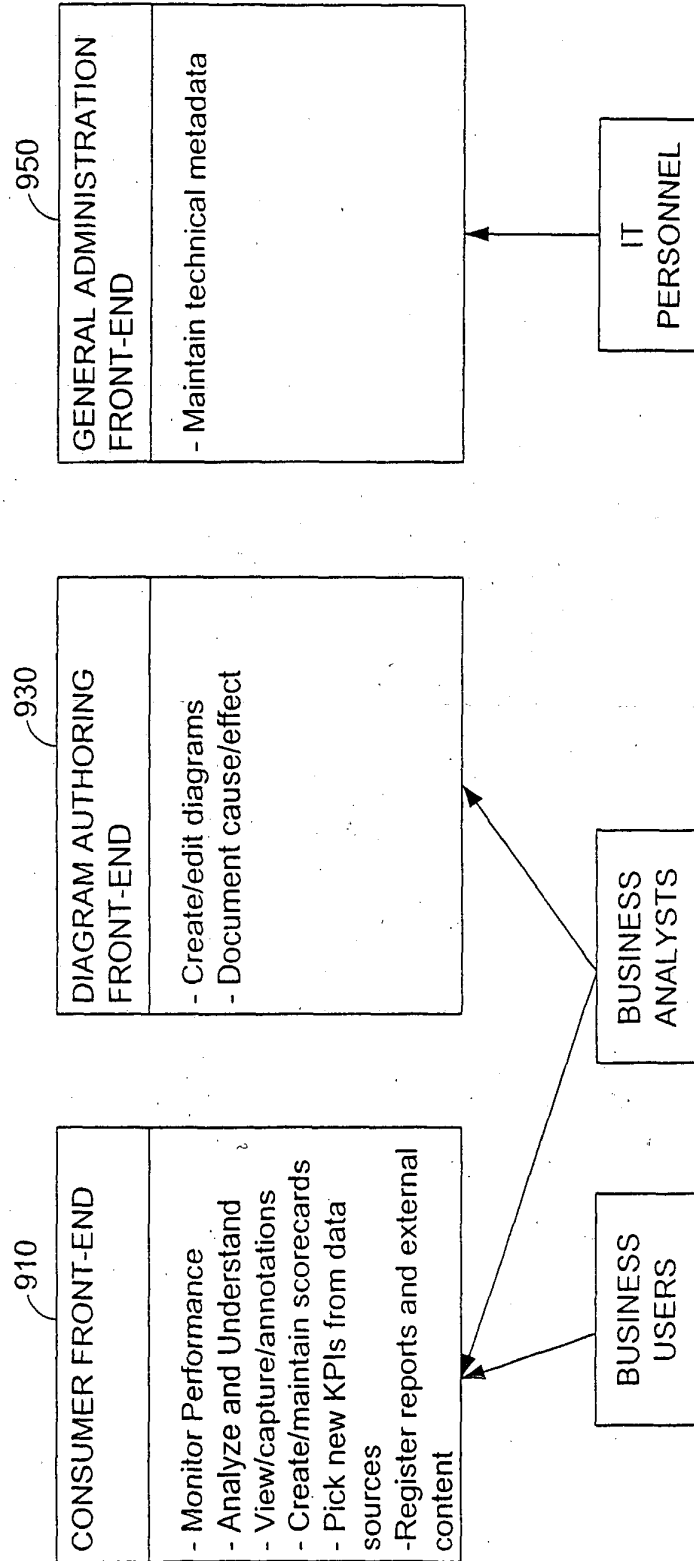 910
CONSUMER FRONT-END
- Monitor Performance
- Analyze and Understand
- View/capture/annotations
- Create/maintain scorecards
- Pick new KPIs from data
sources
-Register reports and external
content
930
DIAGRAM AUTHORING
FRONT-END
- Create/edit diagrams
- Document cause/effect
950
GENERAL ADMINISTRATION
FRONT-END
- Maintain technical metadata
BUSINESS
USERS
BUSINESS
ANALYSTS
IT
PERSONNEL